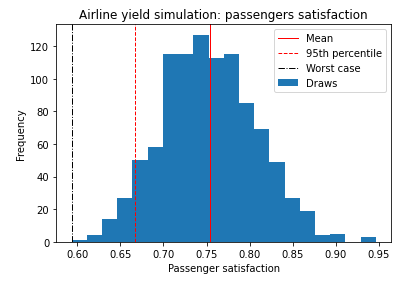 Airline yield simulation: passengers satisfaction
Mean
95th percentile
Worst case
Draws
Frequency
120
100
80
60
40
20
0
0.60 0.65 0.70 0.75 0.80 0.85 0.90 0.95
Passenger satisfaction